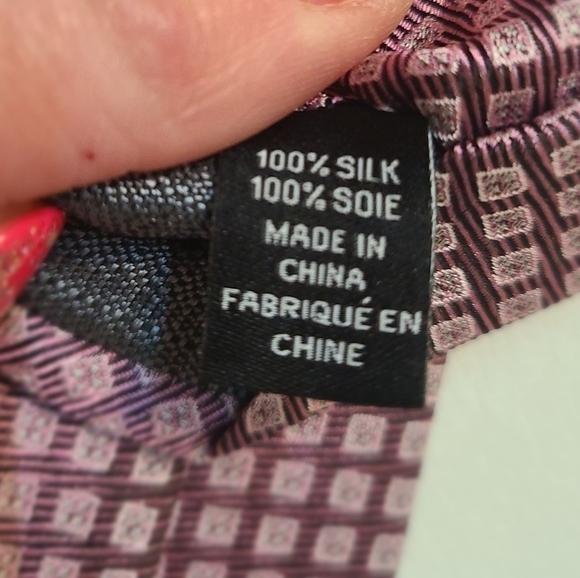 100% SILK
100% SOIE
MADE IN
CHINA
FABRIQUÉ EN
CHINE